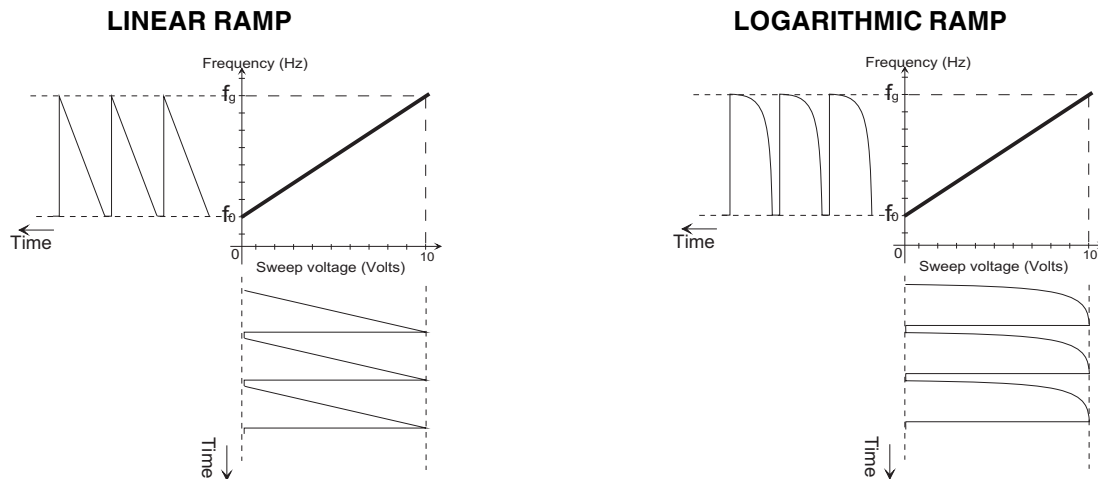 LINEAR RAMP
Frequency (Hz)
fg
f0
Time
0
10
Sweep voltage (Volts)
Time
LOGARITHMIC RAMP
Frequency (Hz)
fg
f0
Time
0
10
Sweep voltage (Volts)
Time